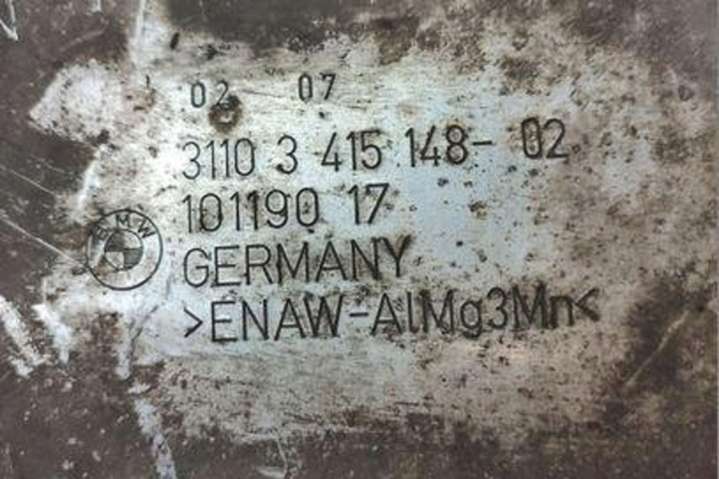 02 07
3110 3 415 148- 02
101190 17
BMW
GERMANY
>ENAW-AlMg3Mn<